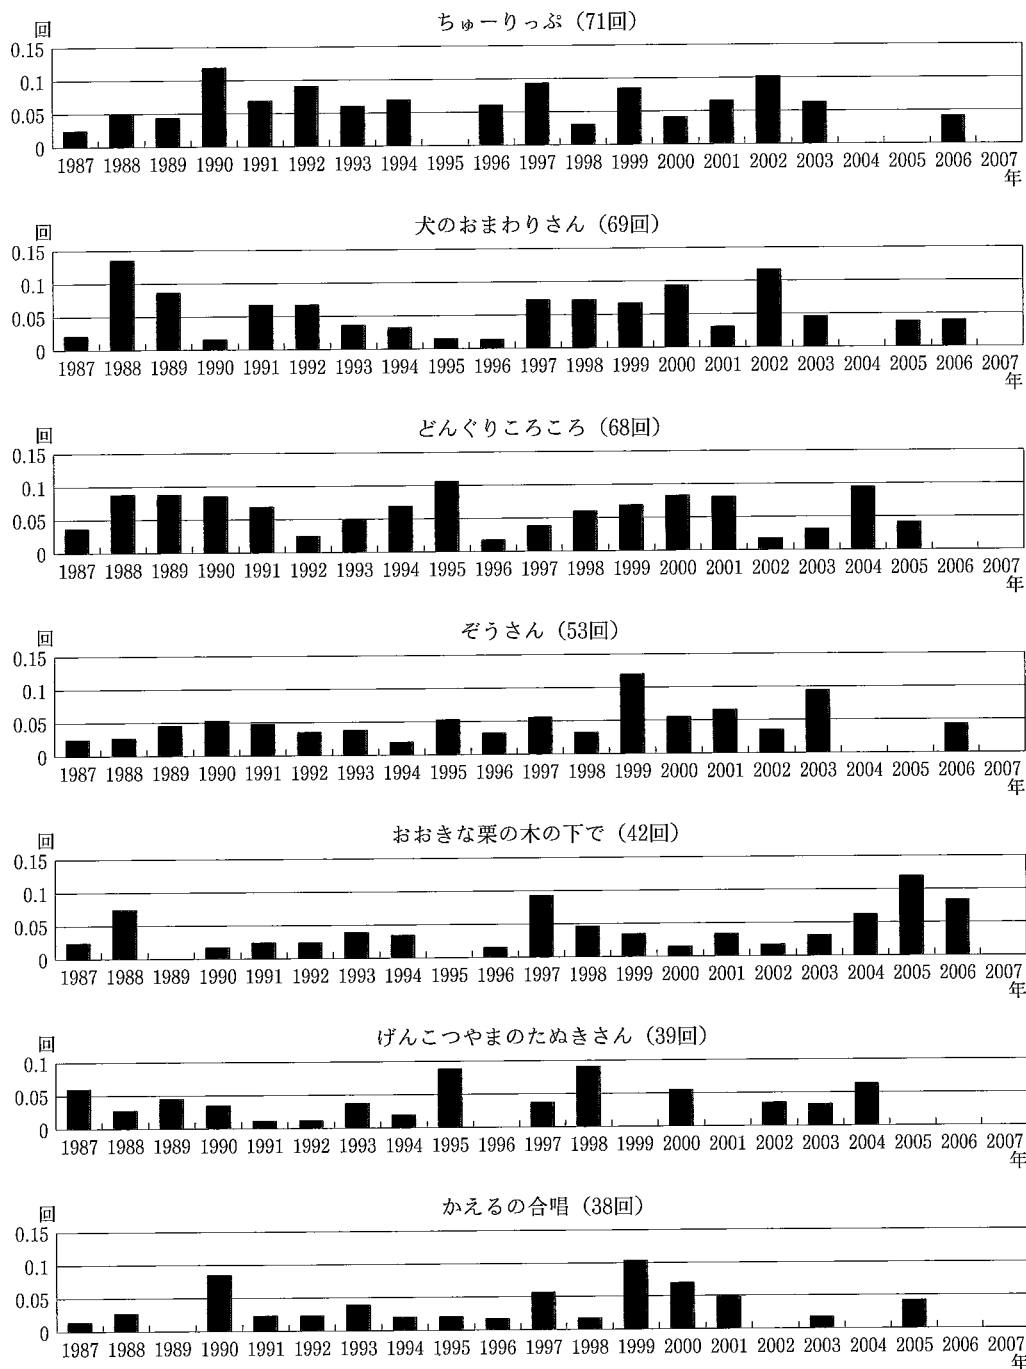 ちゅーりっぷ（71回）
回
0.15
0.1
0.05
0
1987 1988 1989 1990 1991 1992 1993 1994 1995 1996 1997 1998 1999 2000 2001 2002 2003 2004 2005 2006 2007
年
犬のおまわりさん（69回）
回
0.15
0.1
0.05
0
1987 1988 1989 1990 1991 1992 1993 1994 1995 1996 1997 1998 1999 2000 2001 2002 2003 2004 2005 2006 2007
年
どんぐりころころ（68回）
回
0.15
0.1
0.05
0
1987 1988 1989 1990 1991 1992 1993 1994 1995 1996 1997 1998 1999 2000 2001 2002 2003 2004 2005 2006 2007
年
ぞうさん（53回）
回
0.15
0.1
0.05
0
1987 1988 1989 1990 1991 1992 1993 1994 1995 1996 1997 1998 1999 2000 2001 2002 2003 2004 2005 2006 2007
年
おおきな栗の木の下で（42回）
回
0.15
0.1
0.05
0
1987 1988 1989 1990 1991 1992 1993 1994 1995 1996 1997 1998 1999 2000 2001 2002 2003 2004 2005 2006 2007
年
げんこつやまのたぬきさん（39回）
回
0.1
0.05
0
1987 1988 1989 1990 1991 1992 1993 1994 1995 1996 1997 1998 1999 2000 2001 2002 2003 2004 2005 2006 2007
年
かえるの合唱（38回）
回
0.15
0.1
0.05
0
1987 1988 1989 1990 1991 1992 1993 1994 1995 1996 1997 1998 1999 2000 2001 2002 2003 2004 2005 2006 2007
年